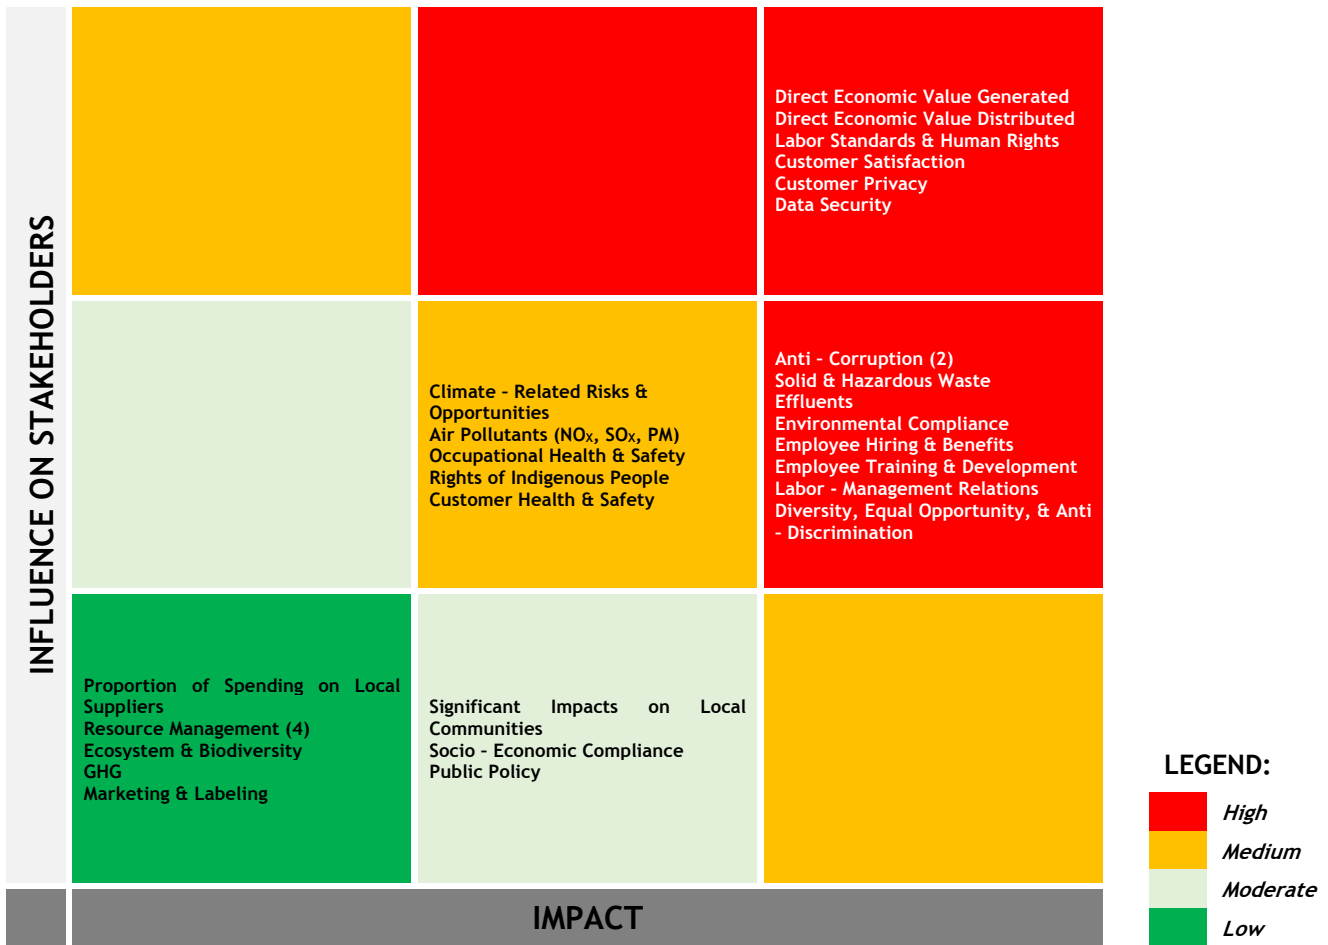 INFLUENCE ON STAKEHOLDERS
Direct Economic Value Generated
Direct Economic Value Distributed
Labor Standards & Human Rights
Customer Satisfaction
Customer Privacy
Data Security
Climate - Related Risks &
Opportunities
Air Pollutants (NOX, SOX, PM)
Occupational Health & Safety
Rights of Indigenous People
Customer Health & Safety
Anti - Corruption (2)
Solid & Hazardous Waste
Effluents
Environmental Compliance
Employee Hiring & Benefits
Employee Training & Development
Labor - Management Relations
Diversity, Equal Opportunity, & Anti
- Discrimination
Proportion of Spending on Local
Suppliers
Resource Management (4)
Ecosystem & Biodiversity
GHG
Marketing & Labeling
Significant Impacts on Local
Communities
Socio - Economic Compliance
Public Policy
IMPACT
LEGEND:
High
Medium
Moderate
Low